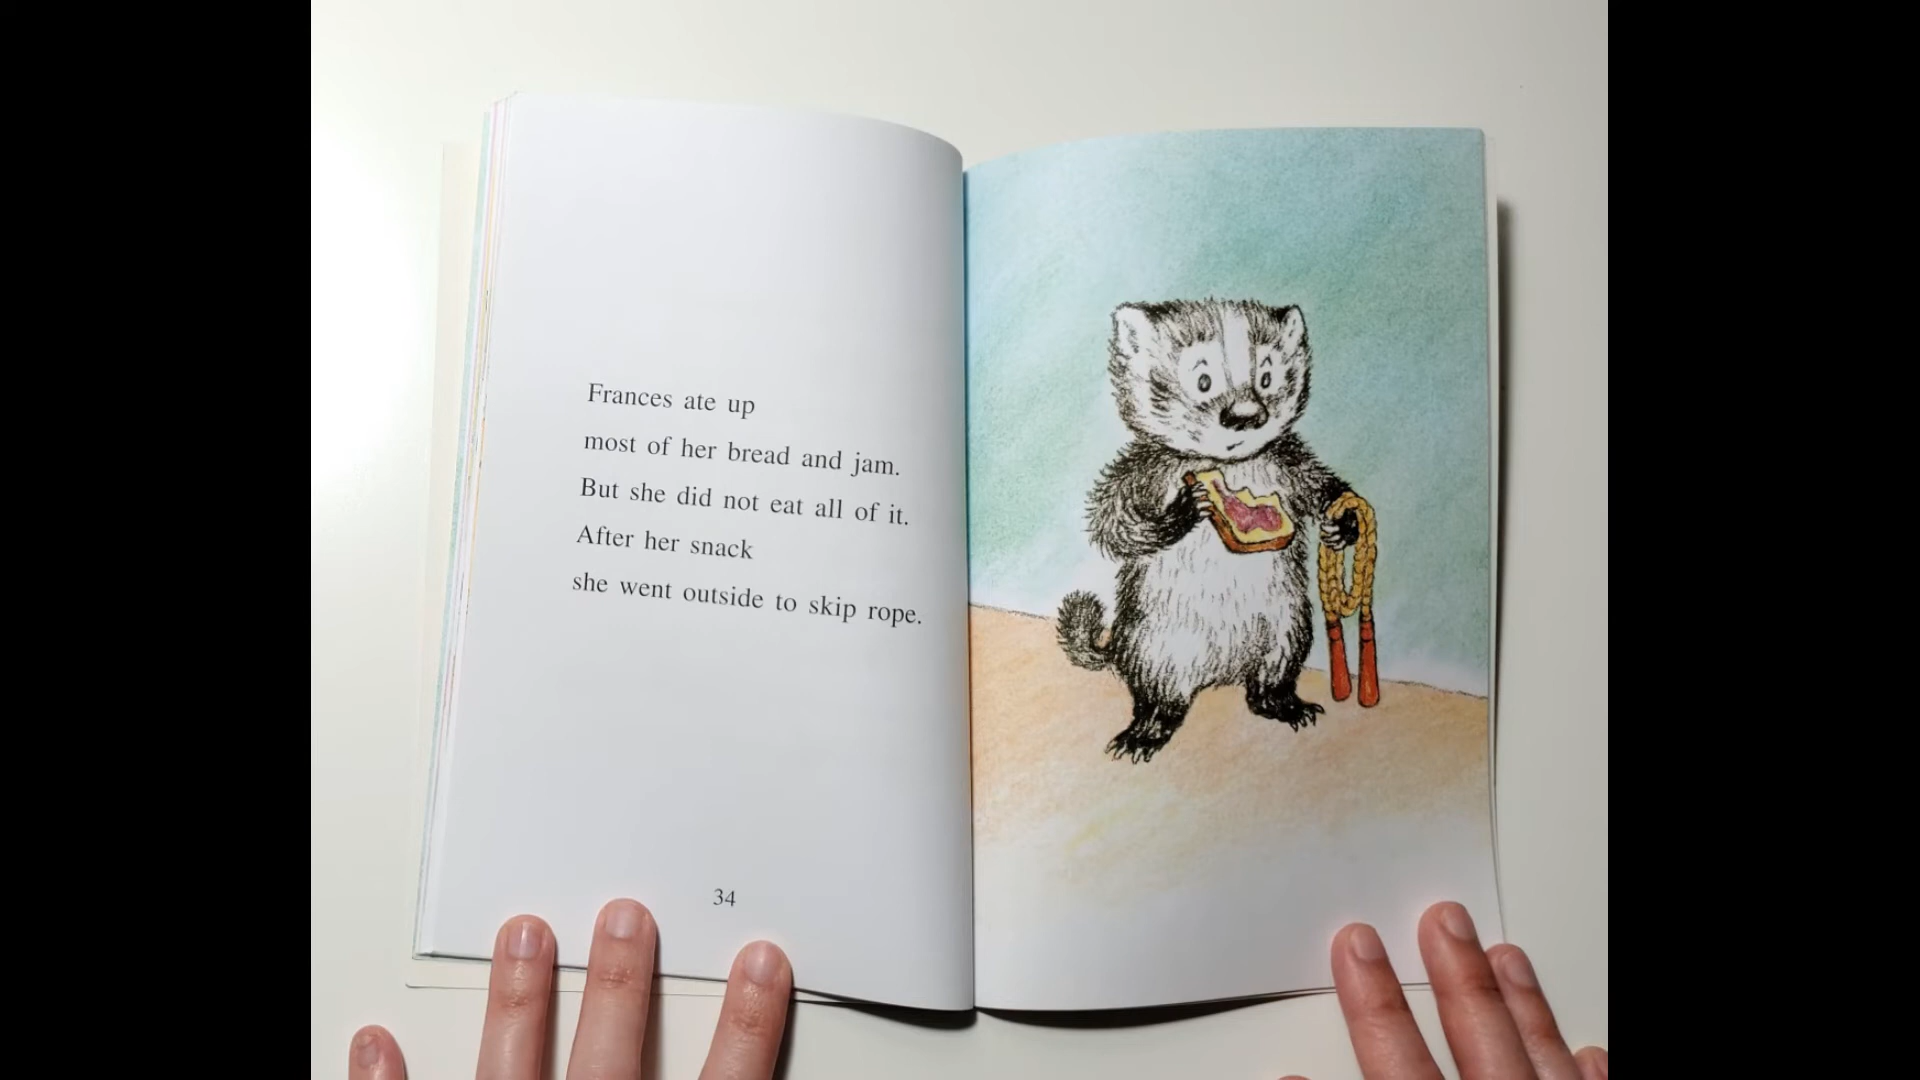 Frances ate up
most of her bread and jam.
But she did not eat all of it.
After her snack
she went outside to skip rope.
34